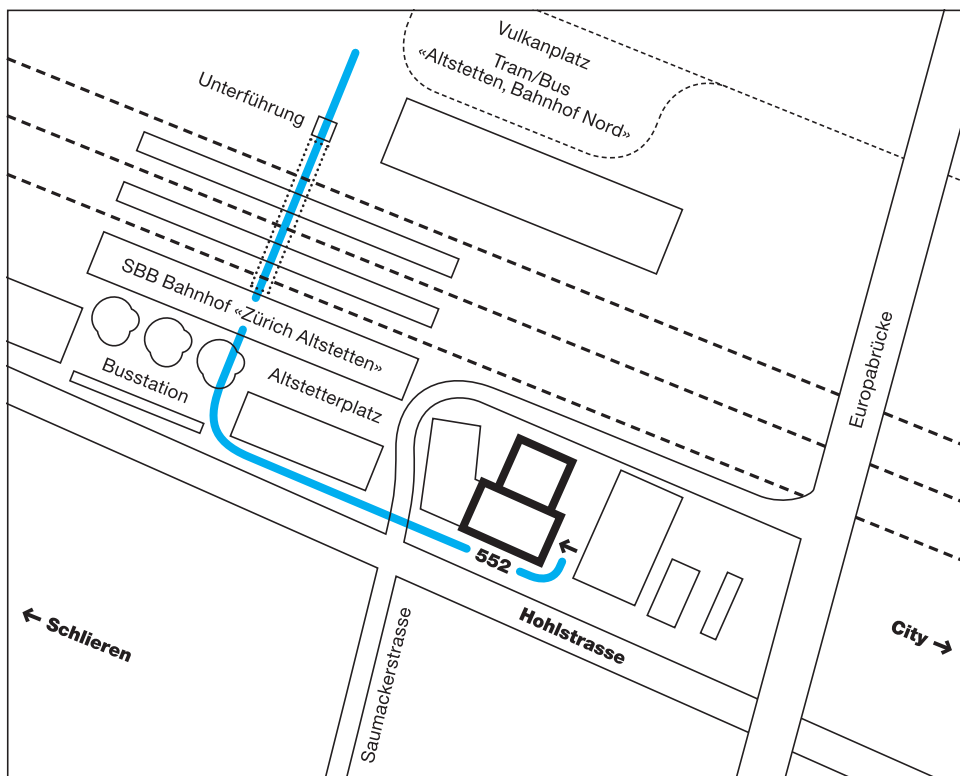 Vulkanplatz
Tram/Bus
«Altstetten, Bahnhof Nord»
Unterführung
SBB Bahnhof «Zürich Altstetten»
Europabrücke
Busstation
Altstetterplatz
552
Hohlstrasse
← Schlieren
City →
Saumackerstrasse